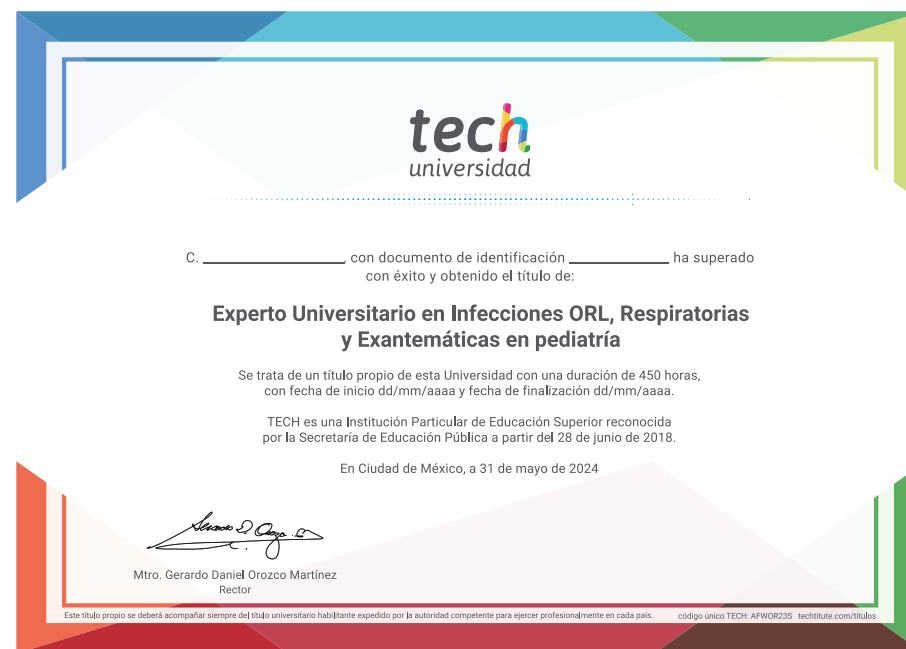 tech
universidad
C. ____________________, con documento de identificación ______________ ha superado
con éxito y obtenido el título de:
Experto Universitario en Infecciones ORL, Respiratorias
y Exantemáticas en pediatría
Se trata de un título propio de esta Universidad con una duración de 450 horas,
con fecha de inicio dd/mm/aaaa y fecha de finalización dd/mm/aaaa.
TECH es una Institución Particular de Educación Superior reconocida
por la Secretaría de Educación Pública a partir del 28 de junio de 2018.
En Ciudad de México, a 31 de mayo de 2024
Mtro. Gerardo Daniel Orozco Martínez
Rector
Este título propio se deberá acompañar siempre del título universitario habilitante expedido por la autoridad competente para ejercer profesionalmente en cada país. código único TECH: AFWOR23S techtitute.com/titulos